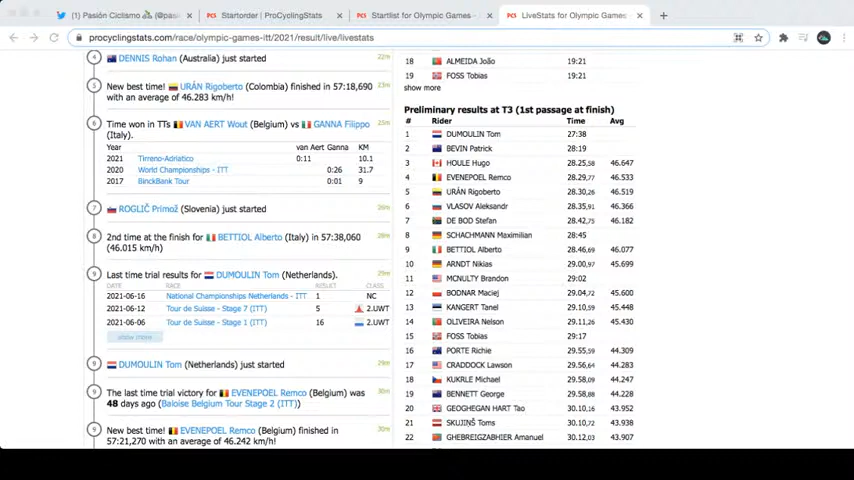 (1) Pasión Ciclismo 🚴 (@pasi
Startorder | ProCyclingStats
Startlist for Olympic Games
LiveStats for Olympic Games
procyclingstats.com/race/olympic-games-itt/2021/result/live/livestats
4 DENNIS Rohan (Australia) just started 22m
5 New best time! URÁN Rigoberto (Colombia) finished in 57:18,690 23m
with an average of 46.283 km/h!
6 Time won in TTs VAN AERT Wout (Belgium) vs GANNA Filippo 25m
(Italy).
Year van Aert Ganna KM
2021 Tirreno-Adriatico 0:11 10.1
2020 World Championships - ITT 0:26 31.7
2017 BinckBank Tour 0:01 9
7 ROGLIČ Primož (Slovenia) just started 26m
8 2nd time at the finish for BETTIOL Alberto (Italy) in 57:38,060 28m
(46.015 km/h)
9 Last time trial results for DUMOULIN Tom (Netherlands). 29m
DATE RACE RESULT CLASS
2021-06-16 National Championships Netherlands - ITT 1 NC
2021-06-12 Tour de Suisse - Stage 7 (ITT) 5 2.UWT
2021-06-06 Tour de Suisse - Stage 1 (ITT) 16 2.UWT
show more
9 DUMOULIN Tom (Netherlands) just started 29m
9 The last time trial victory for EVENEPOEL Remco (Belgium) was 30m
48 days ago (Baloise Belgium Tour Stage 2 (ITT))
9 New best time! EVENEPOEL Remco (Belgium) finished in 30m
57:21,270 with an average of 46.242 km/h!
18 ALMEIDA João 19:21
19 FOSS Tobias 19:21
show more
Preliminary results at T3 (1st passage at finish)
# Rider Time Avg
1 DUMOULIN Tom 27:38
2 BEVIN Patrick 28:19
3 HOULE Hugo 28.25,58 46.647
4 EVENEPOEL Remco 28.29,77 46.533
5 URÁN Rigoberto 28.30,26 46.519
6 VLASOV Aleksandr 28.35,91 46.366
7 DE BOD Stefan 28.42,75 46.182
8 SCHACHMANN Maximilian 28:45
9 BETTIOL Alberto 28.46,69 46.077
10 ARNDT Nikias 29.00,97 45.699
11 MCNULTY Brandon 29:02
12 BODNAR Maciej 29.04,72 45.600
13 KANGERT Tanel 29.10,59 45.448
14 OLIVEIRA Nelson 29.11,26 45.430
15 FOSS Tobias 29:17
16 PORTE Richie 29.55,59 44.309
17 CRADDOCK Lawson 29.56,64 44.283
18 KUKRLE Michael 29.58,09 44.247
19 BENNETT George 29.58,88 44.228
20 GEOGHEGAN HART Tao 30.10,16 43.952
21 SKUJIŅŠ Toms 30.10,72 43.938
22 GHEBREIGZABHIER Amanuel 30.12,03 43.907